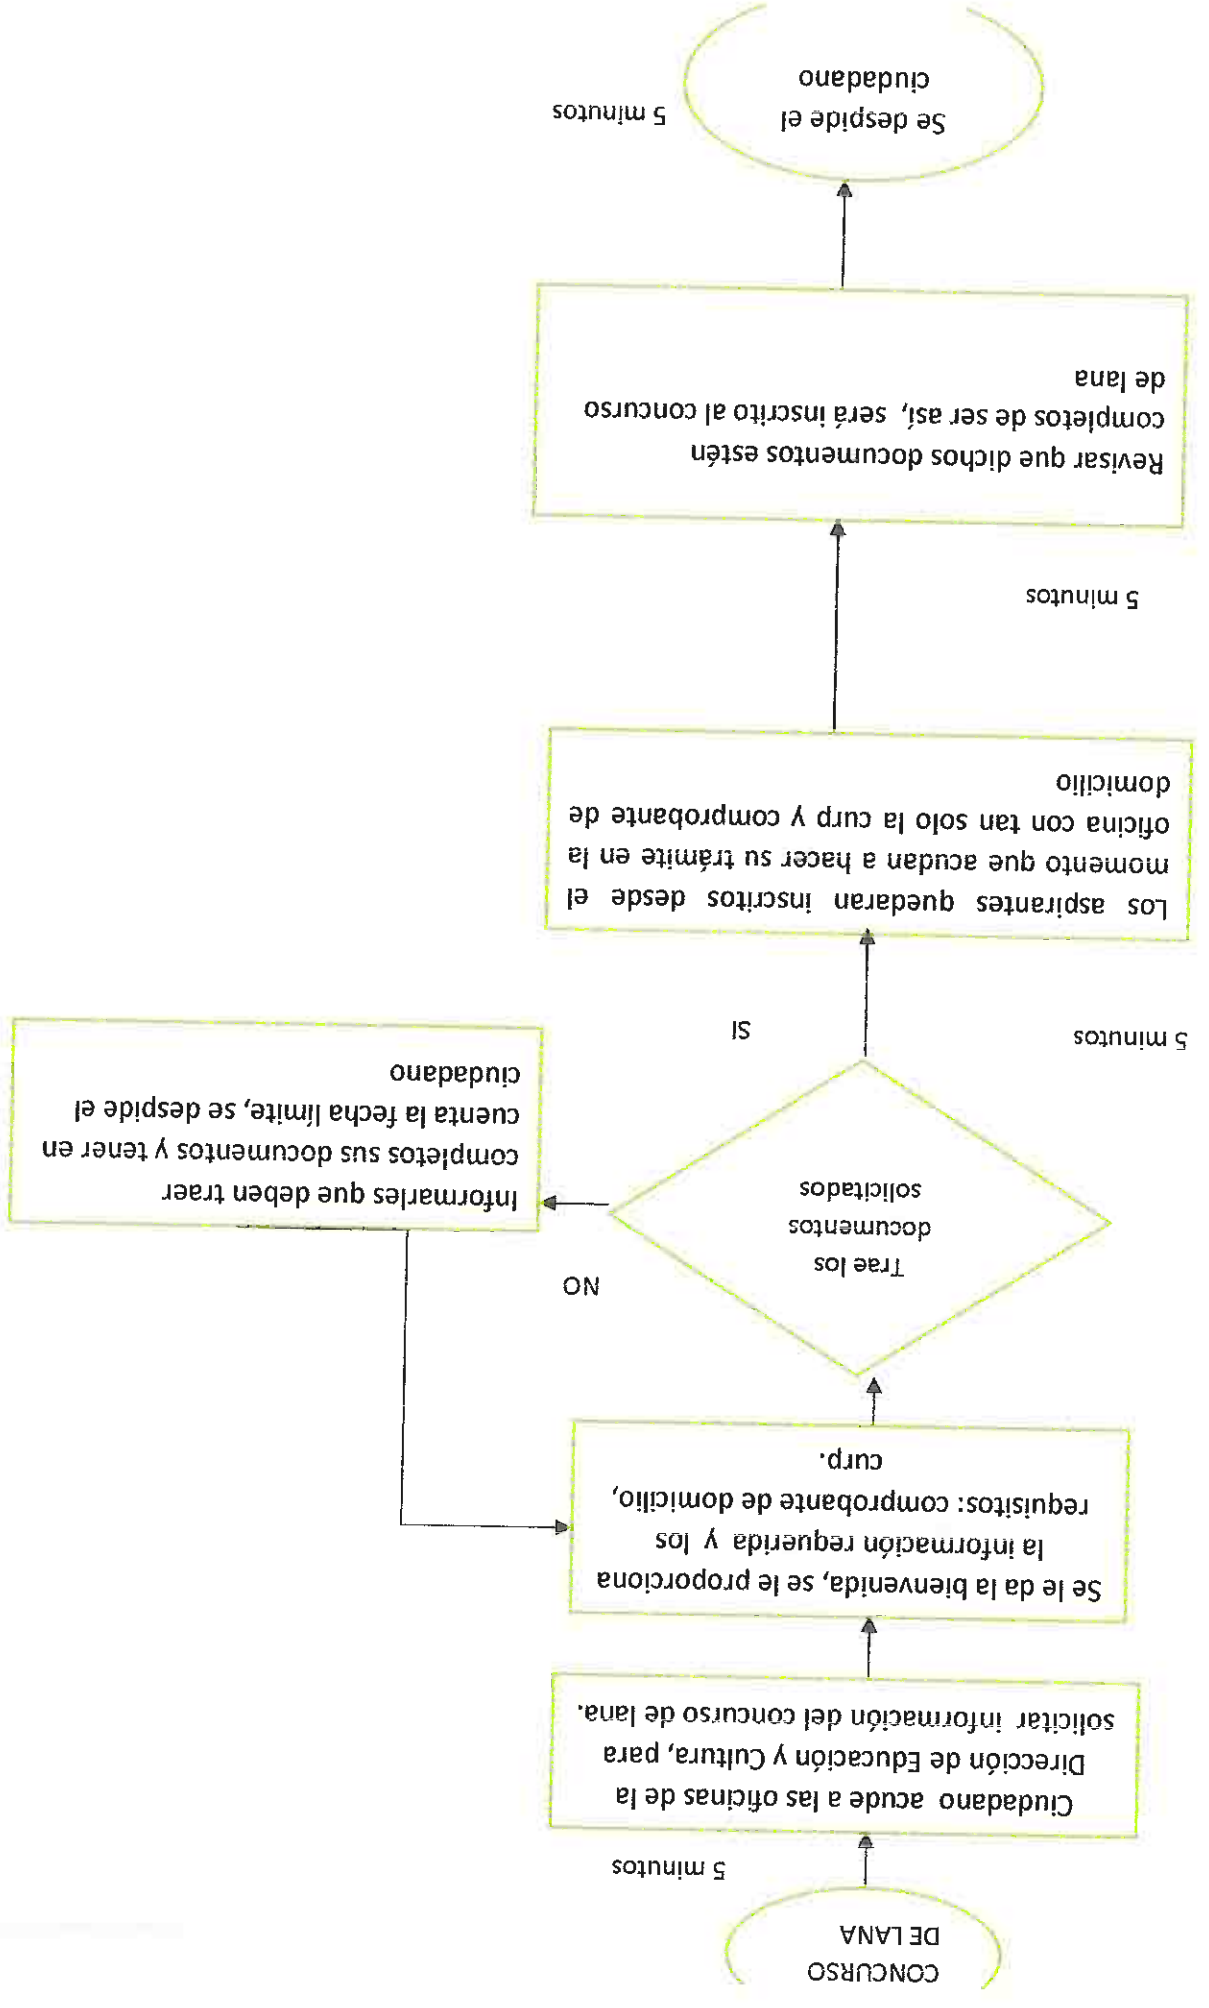 CONCURSO
DE LANA
5 minutos
Ciudadano acude a las oficinas de la
Dirección de Educación y Cultura, para
solicitar información del concurso de lana.
Se le da la bienvenida, se le proporciona
la información requerida y los
requisitos: comprobante de domicilio,
curp.
Trae los
documentos
solicitados
NO
Informarles que deben traer
completos sus documentos y tener en
cuenta la fecha límite, se despide el
ciudadano
SI
5 minutos
Los aspirantes quedaran inscritos desde el
momento que acudan a hacer su trámite en la
oficina con tan solo la curp y comprobante de
domicilio
5 minutos
Revisar que dichos documentos estén
completos de ser así, será inscrito al concurso
de lana
Se despide el
ciudadano
5 minutos